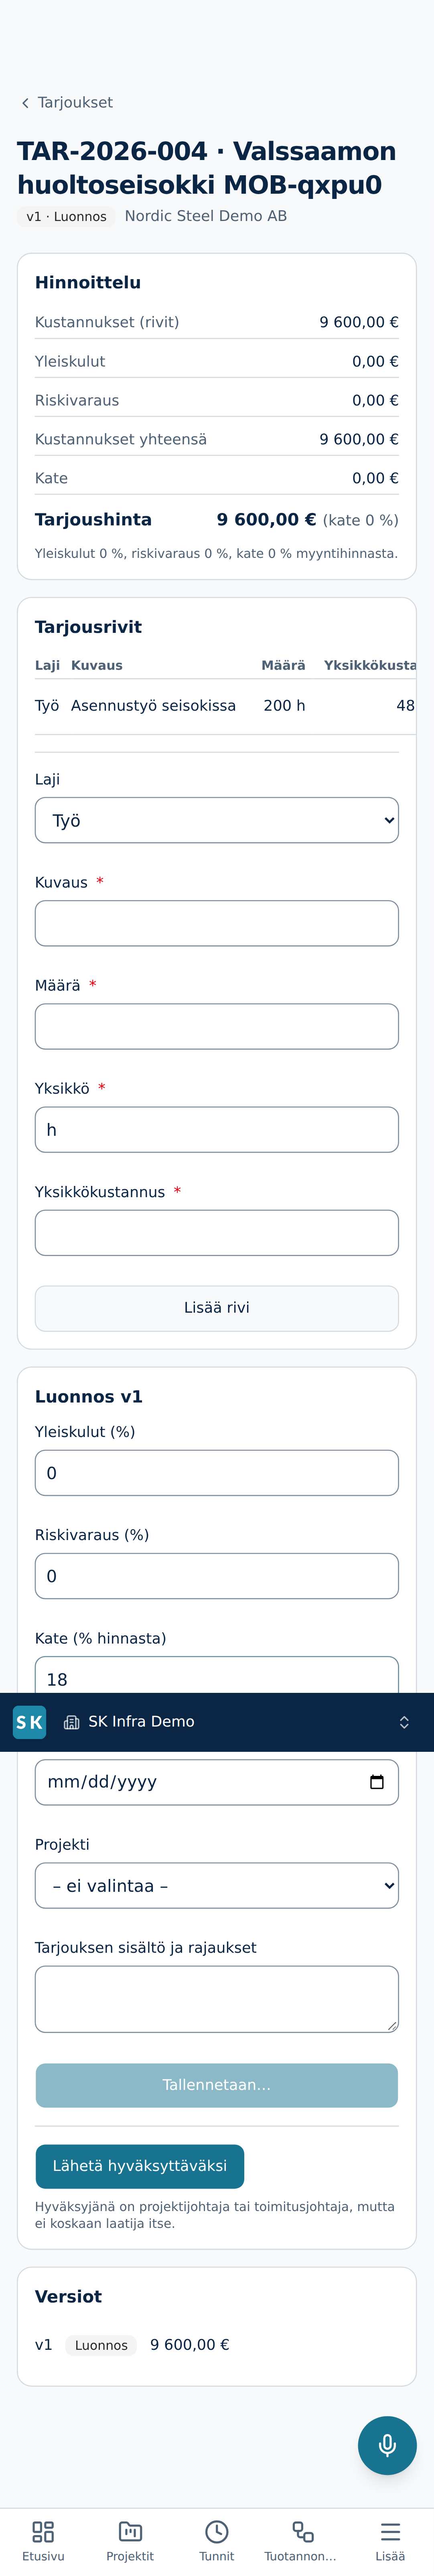 Tarjoukset
TAR-2026-004 · Valssaamon
huoltoseisokki MOB-qxpu0
v1 · Luonnos Nordic Steel Demo AB
Hinnoittelu
Kustannukset (rivit) 9 600,00 €
Yleiskulut 0,00 €
Riskivaraus 0,00 €
Kustannukset yhteensä 9 600,00 €
Kate 0,00 €
Tarjoushinta 9 600,00 € (kate 0 %)
Yleiskulut 0 %, riskivaraus 0 %, kate 0 % myyntihinnasta.
Tarjousrivit
Laji Kuvaus Määrä Yksikkökusta
Työ Asennustyö seisokissa 200 h 48
Laji
Työ
Kuvaus *
Määrä *
Yksikkö *
h
Yksikkökustannus *
Lisää rivi
Luonnos v1
Yleiskulut (%)
0
Riskivaraus (%)
0
Kate (% hinnasta)
18
SK SK Infra Demo
mm/dd/yyyy
Projekti
– ei valintaa –
Tarjouksen sisältö ja rajaukset
Tallennetaan…
Lähetä hyväksyttäväksi
Hyväksyjänä on projektijohtaja tai toimitusjohtaja, mutta
ei koskaan laatija itse.
Versiot
v1 Luonnos 9 600,00 €
Etusivu Projektit Tunnit Tuotannon… Lisää